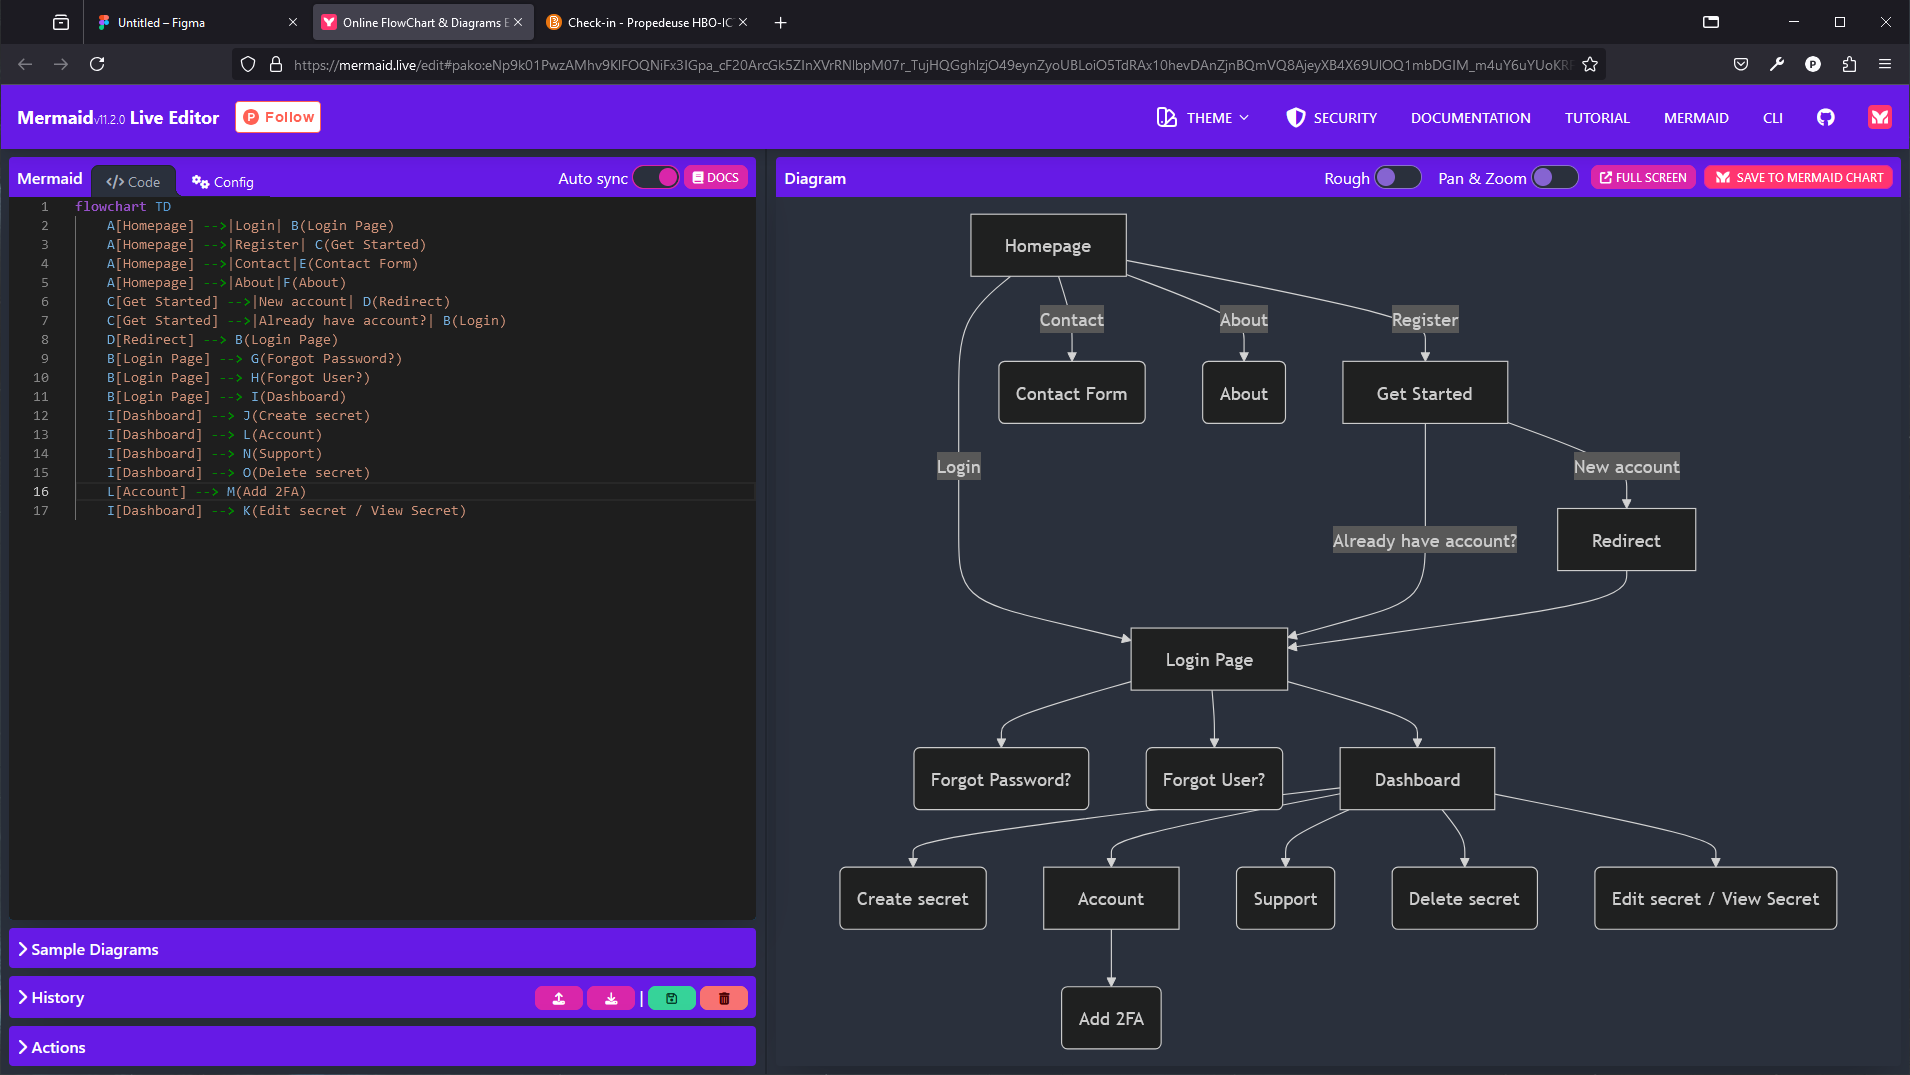 Untitled – Figma
Online FlowChart & Diagrams E
Check-in - Propedeuse HBO-IC
Mermaid v11.2.0 Live Editor
Follow
THEME
SECURITY
DOCUMENTATION
TUTORIAL
MERMAID
CLI
Mermaid
Code
Config
Auto sync
DOCS
1 flowchart TD
2 A[Homepage] -->|Login| B(Login Page)
3 A[Homepage] -->|Register| C(Get Started)
4 A[Homepage] -->|Contact|E(Contact Form)
5 A[Homepage] -->|About|F(About)
6 C[Get Started] -->|New account| D(Redirect)
7 C[Get Started] -->|Already have account?| B(Login)
8 D[Redirect] --> B(Login Page)
9 B[Login Page] --> G(Forgot Password?)
10 B[Login Page] --> H(Forgot User?)
11 B[Login Page] --> I(Dashboard)
12 I[Dashboard] --> J(Create secret)
13 I[Dashboard] --> L(Account)
14 I[Dashboard] --> N(Support)
15 I[Dashboard] --> O(Delete secret)
16 L[Account] --> M(Add 2FA)
17 I[Dashboard] --> K(Edit secret / View Secret)
Sample Diagrams
History
Actions
Diagram
Rough
Pan & Zoom
FULL SCREEN
SAVE TO MERMAID CHART
Homepage
Contact
About
Register
Contact Form
About
Get Started
Login
New account
Already have account?
Redirect
Login Page
Forgot Password?
Forgot User?
Dashboard
Create secret
Account
Support
Delete secret
Edit secret / View Secret
Add 2FA